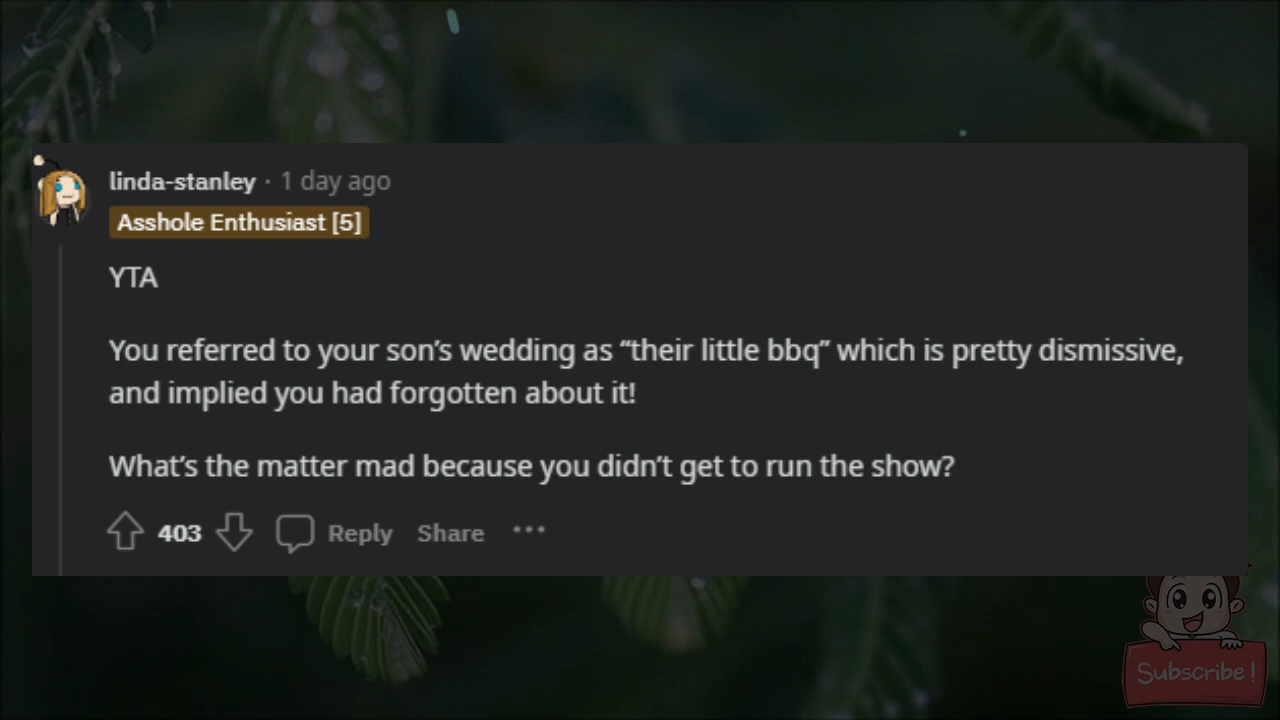 linda-stanley · 1 day ago
Asshole Enthusiast [5]
YTA
You referred to your son’s wedding as “their little bbq” which is pretty dismissive,
and implied you had forgotten about it!
What’s the matter mad because you didn’t get to run the show?
403 Reply Share ···
Subscribe!